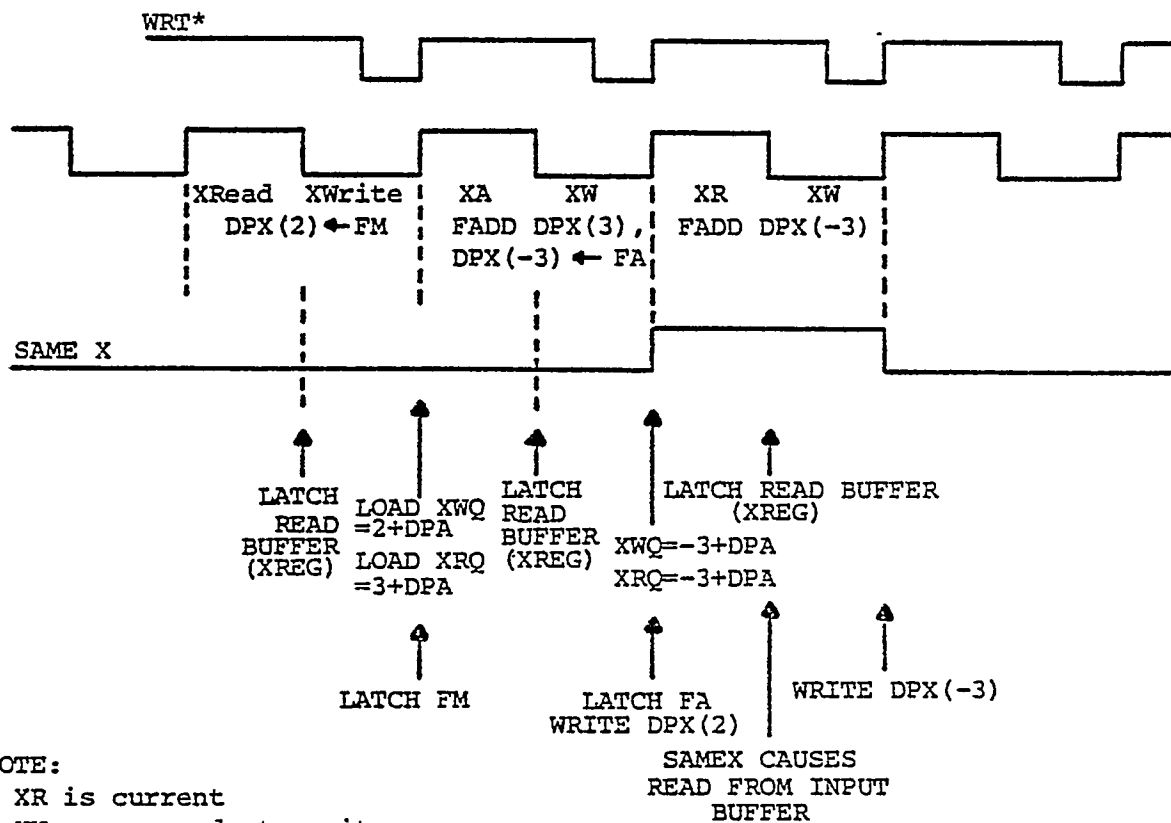 WRT*
XRead XWrite XA XW XR XW
DPX(2)←FM FADD DPX(3), FADD DPX(-3)
DPX(-3) ← FA
SAME X
LATCH
READ
BUFFER
(XREG)
LOAD XWQ
=2+DPA
LOAD XRQ
=3+DPA
LATCH
READ
BUFFER
(XREG)
LATCH READ BUFFER
(XREG)
XWQ=-3+DPA
XRQ=-3+DPA
LATCH FM
LATCH FA
WRITE DPX(2)
WRITE DPX(-3)
SAMEX CAUSES
READ FROM INPUT
BUFFER
OTE:
XR is current